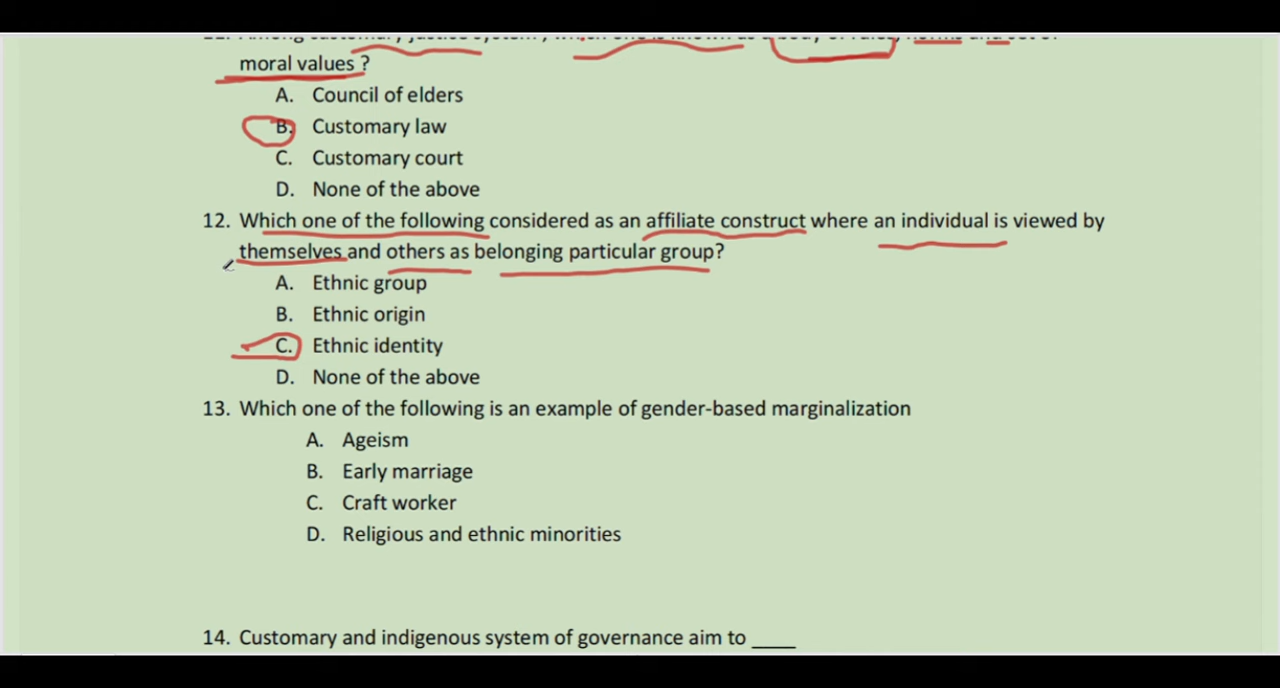 moral values ?
A. Council of elders
B. Customary law
C. Customary court
D. None of the above
12. Which one of the following considered as an affiliate construct where an individual is viewed by
themselves and others as belonging particular group?
A. Ethnic group
B. Ethnic origin
C. Ethnic identity
D. None of the above
13. Which one of the following is an example of gender-based marginalization
A. Ageism
B. Early marriage
C. Craft worker
D. Religious and ethnic minorities
14. Customary and indigenous system of governance aim to ____